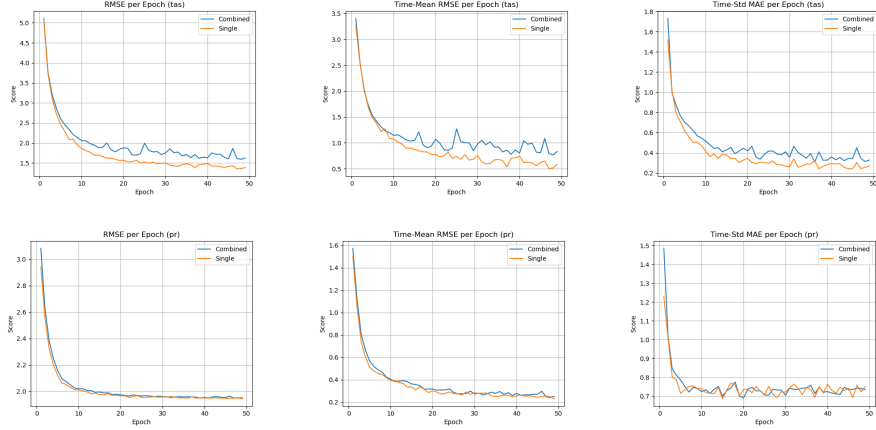 RMSE per Epoch (tas)
Combined
Single
5.0
4.5
4.0
3.5
3.0
2.5
2.0
1.5
Score
0 10 20 30 40 50
Epoch
Time-Mean RMSE per Epoch (tas)
Combined
Single
3.5
3.0
2.5
2.0
1.5
1.0
0.5
Score
0 10 20 30 40 50
Epoch
Time-Std MAE per Epoch (tas)
Combined
Single
1.8
1.6
1.4
1.2
1.0
0.8
0.6
0.4
0.2
Score
0 10 20 30 40 50
Epoch
RMSE per Epoch (pr)
Combined
Single
3.0
2.8
2.6
2.4
2.2
2.0
Score
0 10 20 30 40 50
Epoch
Time-Mean RMSE per Epoch (pr)
Combined
Single
1.6
1.4
1.2
1.0
0.8
0.6
0.4
0.2
Score
0 10 20 30 40 50
Epoch
Time-Std MAE per Epoch (pr)
Combined
Single
1.5
1.4
1.3
1.2
1.1
1.0
0.9
0.8
0.7
Score
0 10 20 30 40 50
Epoch